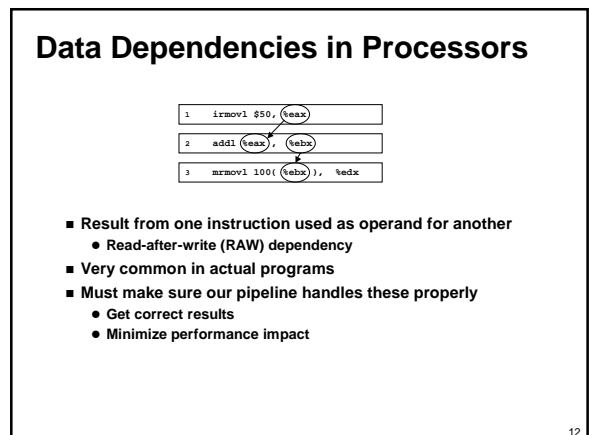 Data Dependencies in Processors
1 irmovl $50, %eax
2 addl %eax, %ebx
3 mrmovl 100( %ebx ), %edx
■ Result from one instruction used as operand for another
● Read-after-write (RAW) dependency
■ Very common in actual programs
■ Must make sure our pipeline handles these properly
● Get correct results
● Minimize performance impact
12